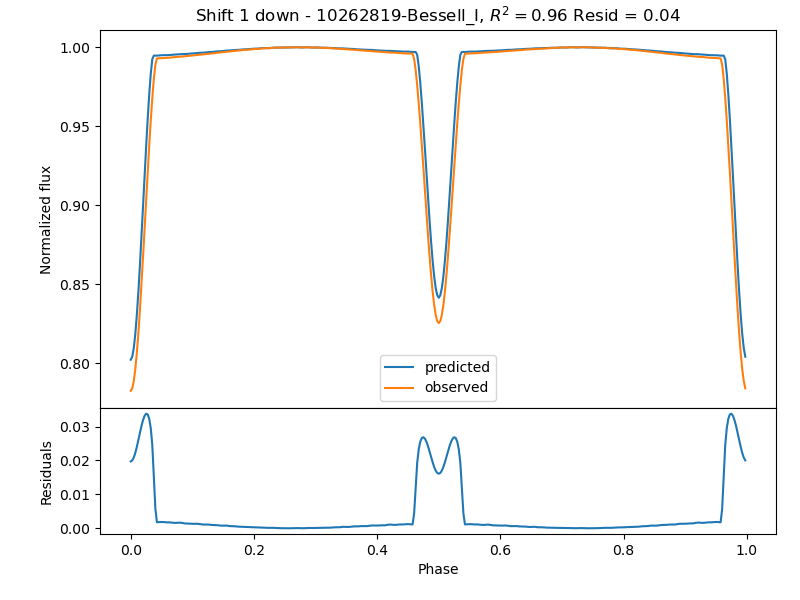 Shift 1 down - 10262819-Bessell_I, R² = 0.96 Resid = 0.04
Normalized flux
1.00
0.95
0.90
0.85
0.80
predicted
observed
Residuals
0.03
0.02
0.01
0.00
0.0 0.2 0.4 0.6 0.8 1.0
Phase